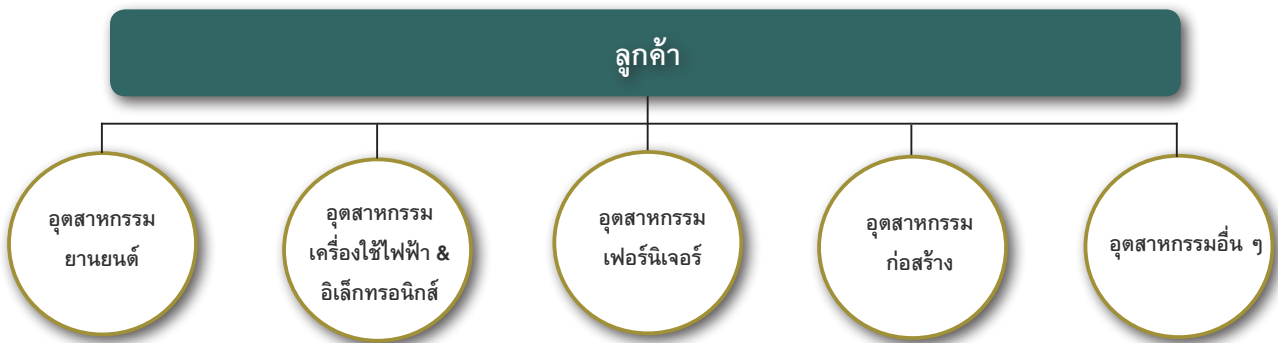 ลูกค้า
อุตสาหกรรม
ยานยนต์
อุตสาหกรรม
เครื่องใช้ไฟฟ้า &
อิเล็กทรอนิกส์
อุตสาหกรรม
เฟอร์นิเจอร์
อุตสาหกรรม
ก่อสร้าง
อุตสาหกรรมอื่น ๆ